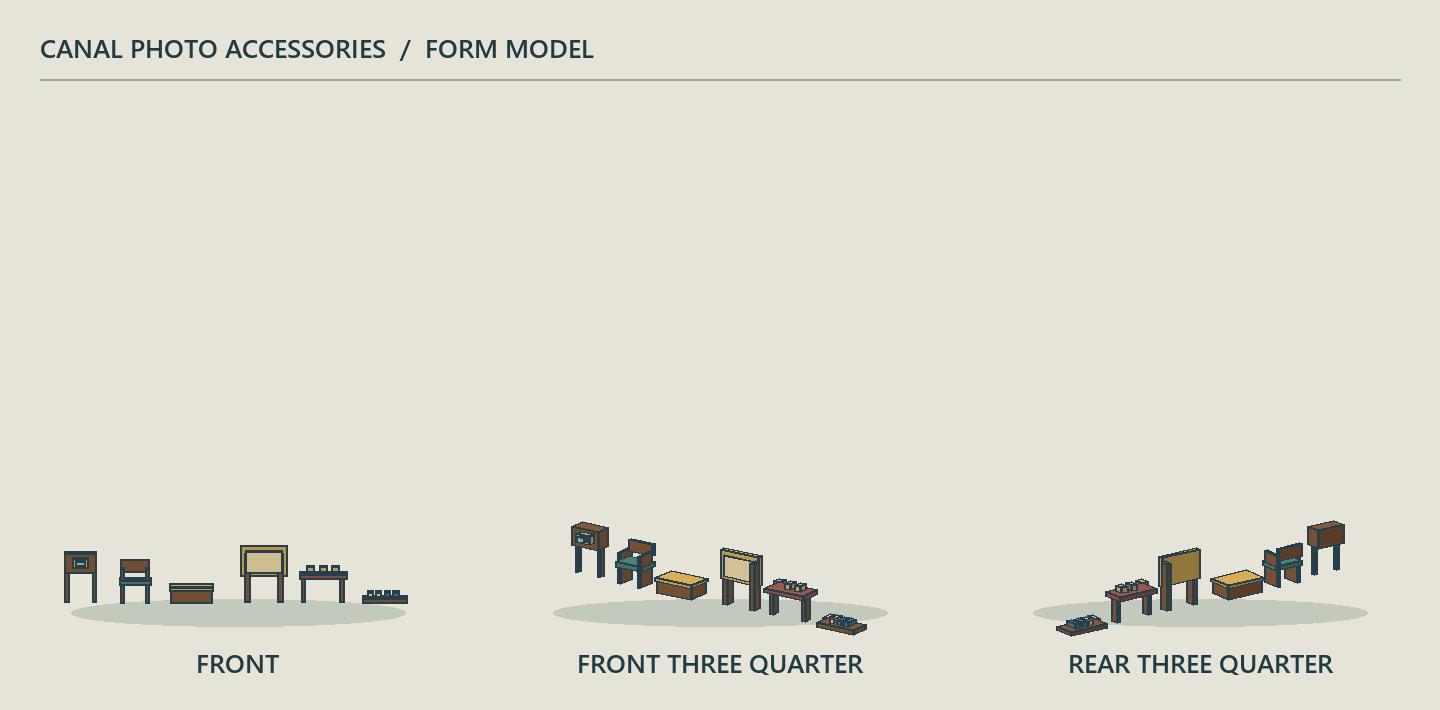 CANAL PHOTO ACCESSORIES / FORM MODEL
FRONT
FRONT THREE QUARTER
REAR THREE QUARTER